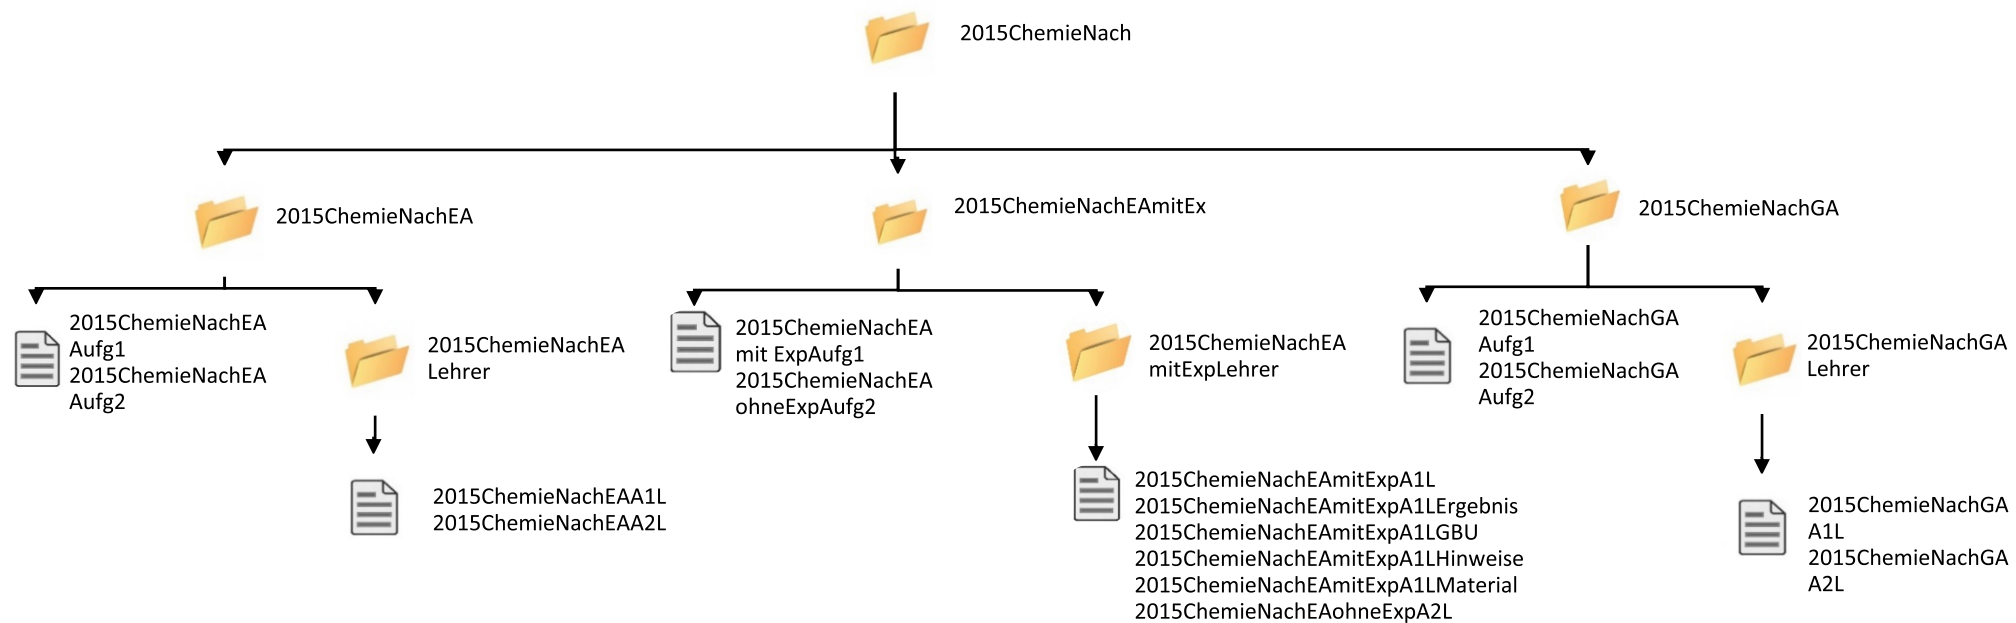 2015ChemieNach
2015ChemieNachEA
2015ChemieNachEAmitEx
2015ChemieNachGA
2015ChemieNachEA
Aufg1
2015ChemieNachEA
Aufg2
2015ChemieNachEA
Lehrer
2015ChemieNachEA
mit ExpAufg1
2015ChemieNachEA
ohneExpAufg2
2015ChemieNachEA
mitExpLehrer
2015ChemieNachGA
Aufg1
2015ChemieNachGA
Aufg2
2015ChemieNachGA
Lehrer
2015ChemieNachEAA1L
2015ChemieNachEAA2L
2015ChemieNachEAmitExpA1L
2015ChemieNachEAmitExpA1LErgebnis
2015ChemieNachEAmitExpA1LGBU
2015ChemieNachEAmitExpA1LHinweise
2015ChemieNachEAmitExpA1LMaterial
2015ChemieNachEAohneExpA2L
2015ChemieNachGA
A1L
2015ChemieNachGA
A2L